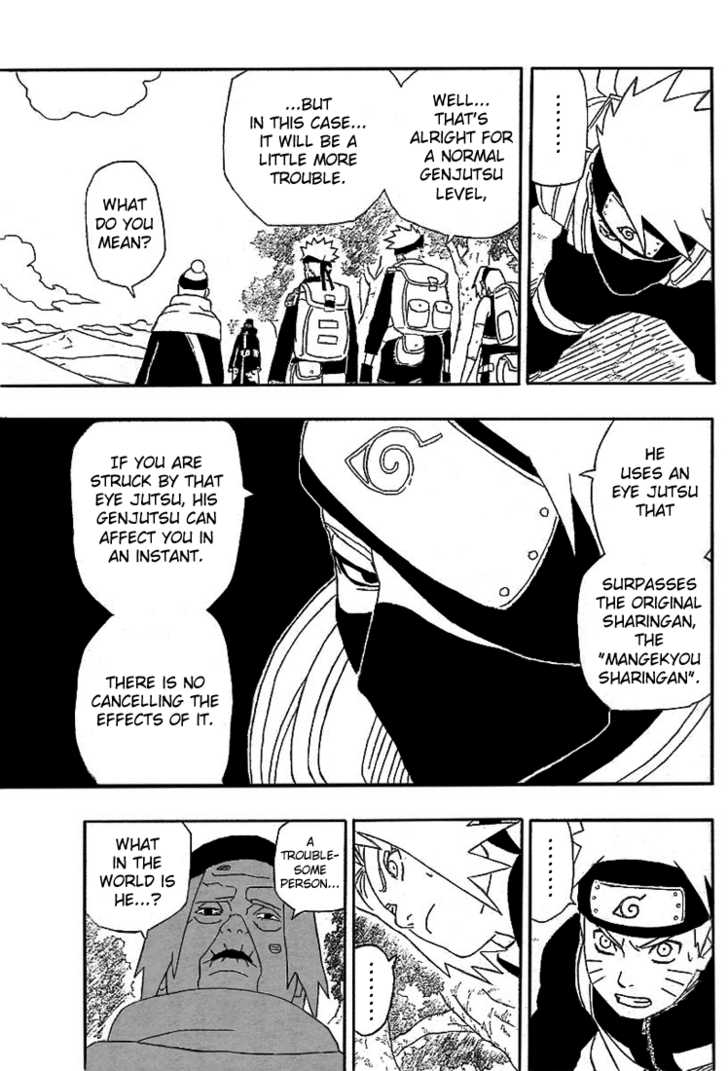 .........
WELL...
THAT'S
ALRIGHT FOR
A NORMAL
GENJUTSU
LEVEL,
...BUT
IN THIS CASE...
IT WILL BE A
LITTLE MORE
TROUBLE.
WHAT
DO YOU
MEAN?
HE
USES AN
EYE JUTSU
THAT
SURPASSES
THE ORIGINAL
SHARINGAN,
THE
"MANGEKYOU
SHARINGAN".
IF YOU ARE
STRUCK BY THAT
EYE JUTSU, HIS
GENJUTSU CAN
AFFECT YOU IN
AN INSTANT.
THERE IS NO
CANCELLING THE
EFFECTS OF IT.
.........
.........
A
TROUBLE-
SOME
PERSON...
WHAT
IN THE
WORLD IS
HE...?